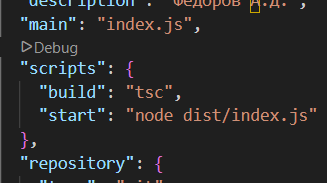 "description": "Федоров А.Д.",
"main": "index.js",
Debug
"scripts": {
"build": "tsc",
"start": "node dist/index.js"
},
"repository": {